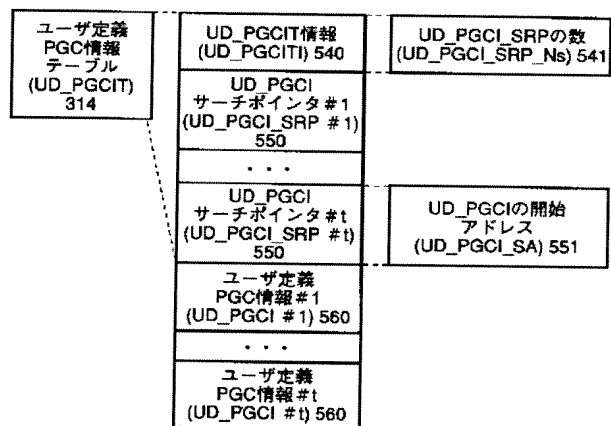 ユーザ定義
PGC情報
テーブル
(UD_PGCIT)
314
UD_PGCIT情報
(UD_PGCITI) 540
UD_PGCI
サーチポインタ#1
(UD_PGCI_SRP #1)
550
・・・
UD_PGCI
サーチポインタ#t
(UD_PGCI_SRP #t)
550
ユーザ定義
PGC情報#1
(UD_PGCI #1) 560
・・・
ユーザ定義
PGC情報#t
(UD_PGCI #t) 560
UD_PGCI_SRPの数
(UD_PGCI_SRP_Ns) 541
UD_PGCIの開始
アドレス
(UD_PGCI_SA) 551